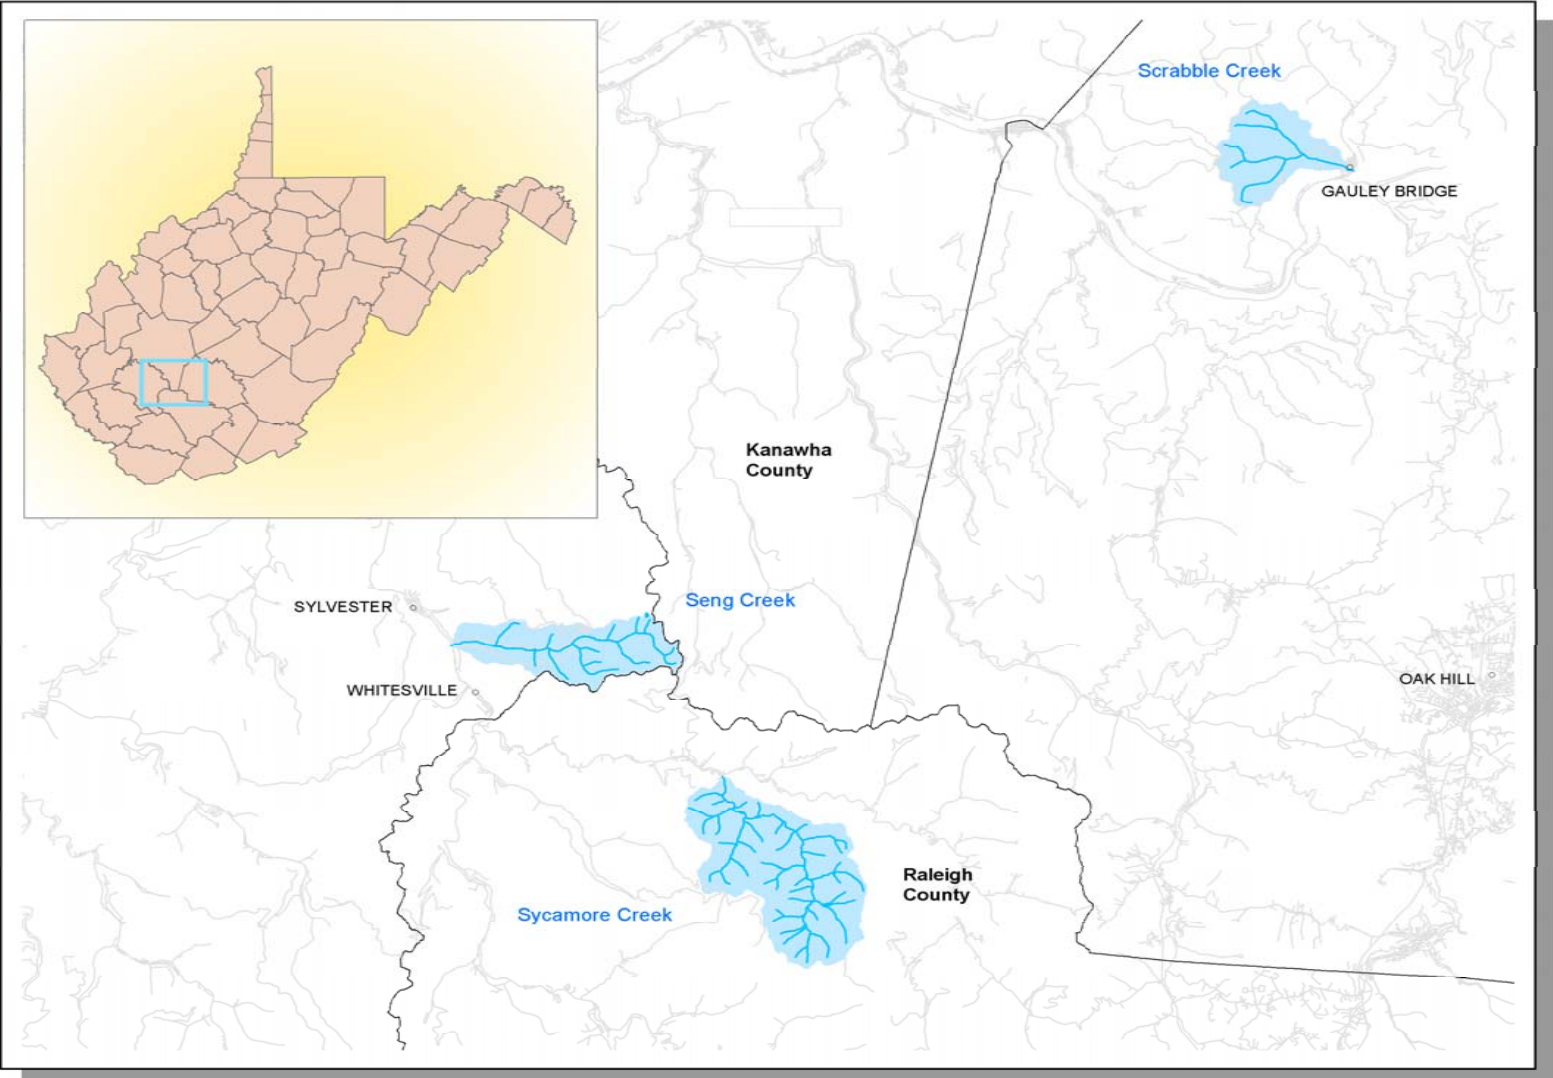 Scrabble Creek
GAULEY BRIDGE
Kanawha
County
Seng Creek
SYLVESTER
WHITESVILLE
OAK HILL
Raleigh
County
Sycamore Creek